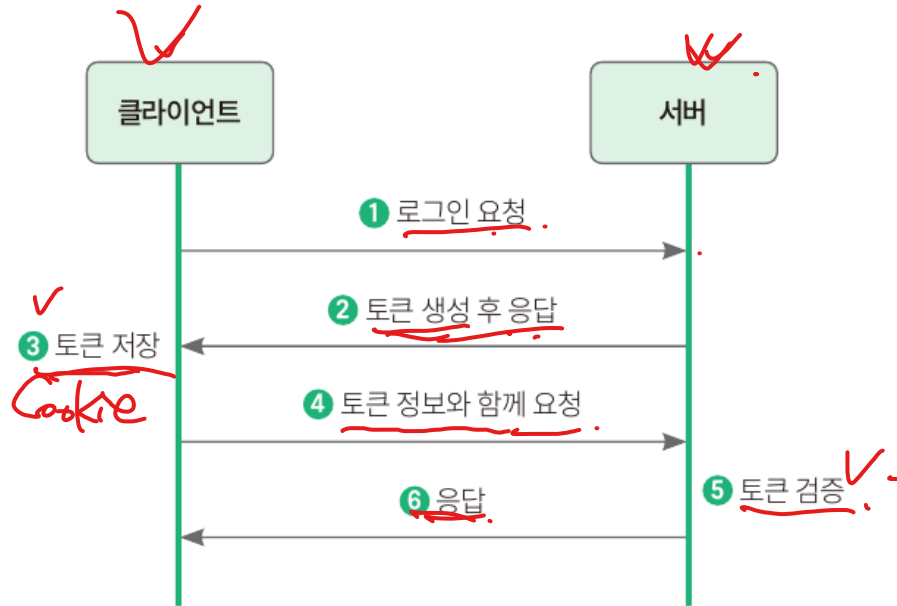 클라이언트
서버
1 로그인 요청
2 토큰 생성 후 응답
3 토큰 저장
Cookie
4 토큰 정보와 함께 요청
5 토큰 검증
6 응답